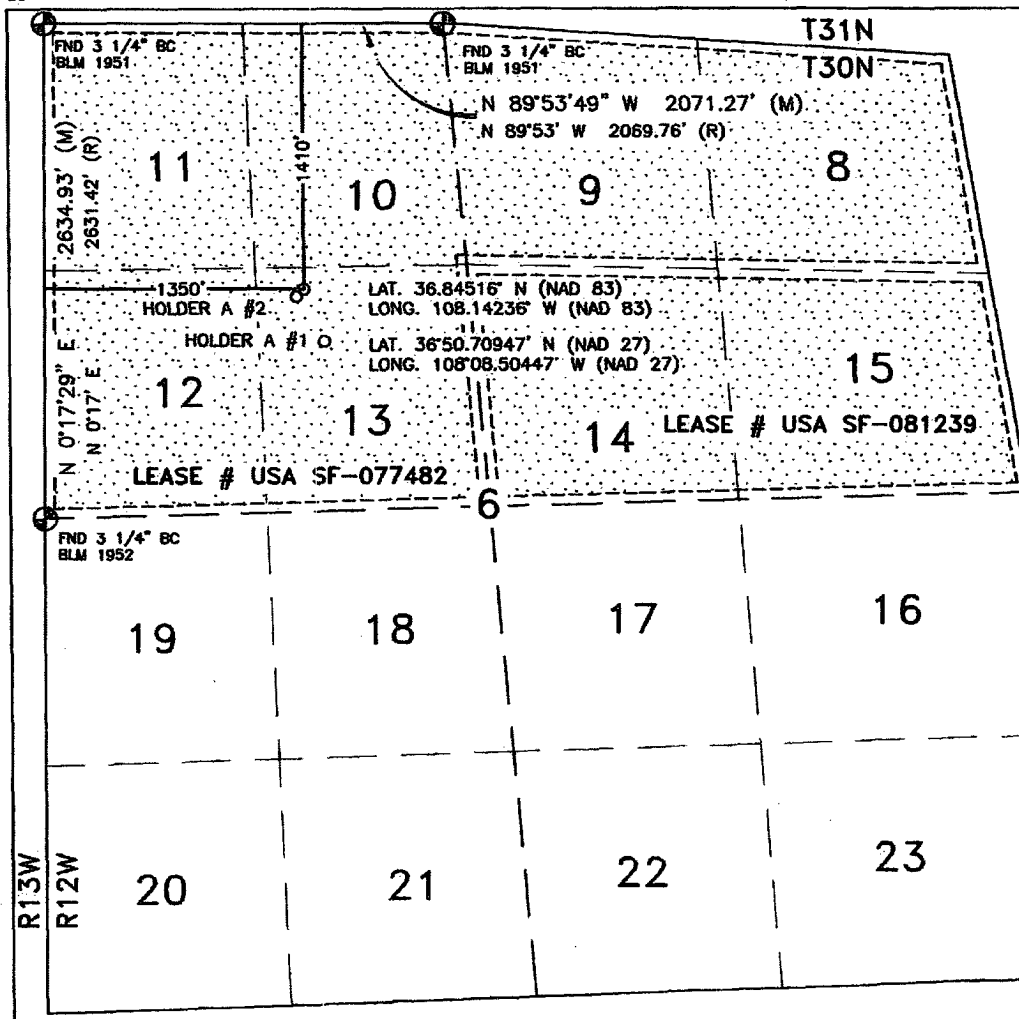 T31N
T30N
FND 3 1/4" BC
BLM 1951
FND 3 1/4" BC
BLM 1951
N 89°53'49" W 2071.27' (M)
N 89°53' W 2069.76' (R)
2634.93' (M)
2631.42' (R)
11
10
9
8
1410'
1350'
HOLDER A #2
HOLDER A #1
LAT. 36.84516° N (NAD 83)
LONG. 108.14236° W (NAD 83)
LAT. 36°50.70947' N (NAD 27)
LONG. 108°08.50447' W (NAD 27)
N 0°17'29" E
N 0°17' E
12
13
14
15
LEASE # USA SF-081239
LEASE # USA SF-077482
6
FND 3 1/4" BC
BLM 1952
19
18
17
16
R13W
R12W
20
21
22
23